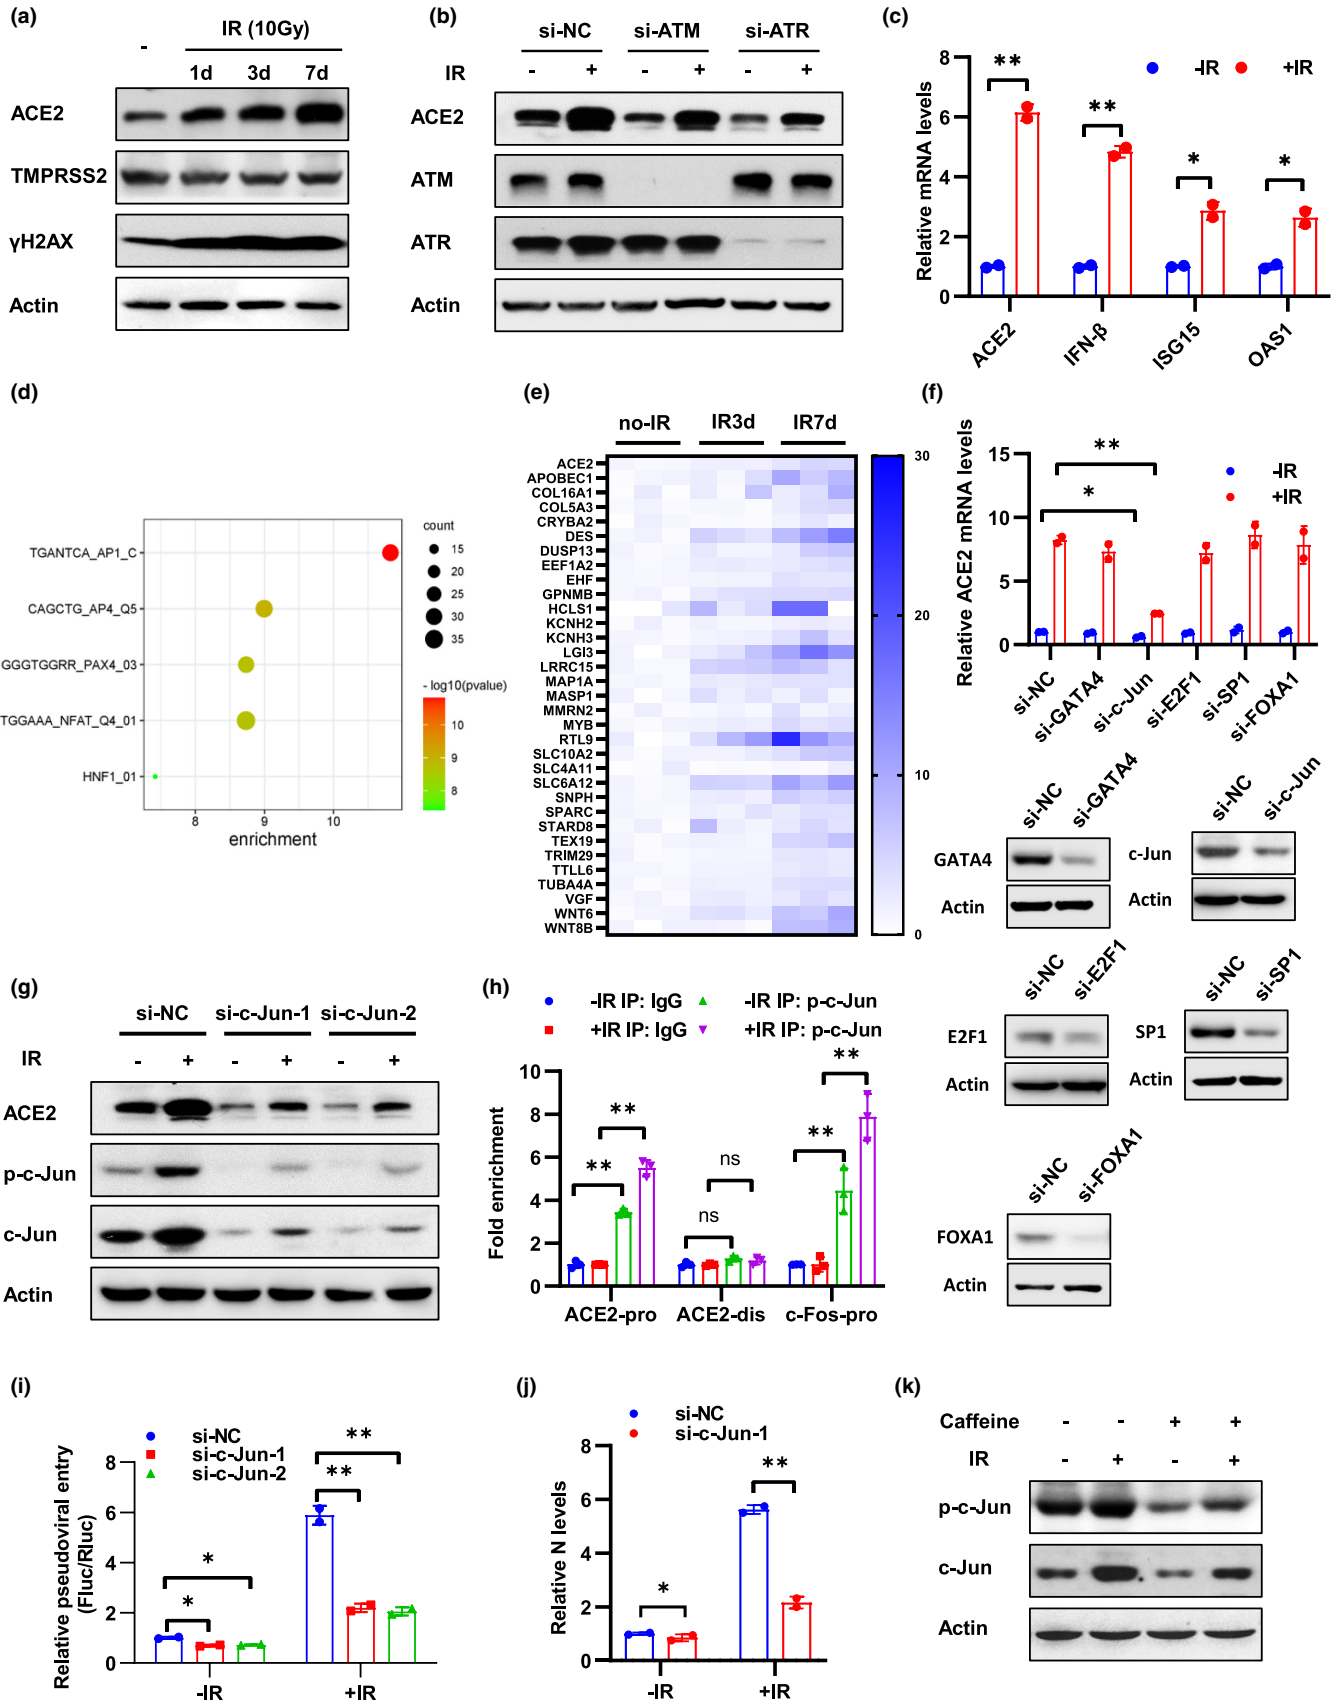 (a)
IR (10Gy)
- 1d 3d 7d
ACE2
TMPRSS2
γH2AX
Actin
(b)
si-NC si-ATM si-ATR
IR - + - + - +
ACE2
ATM
ATR
Actin
(c)
-IR +IR
Relative mRNA levels
8
6
4
2
0
** ** * *
ACE2 IFN-β ISG15 OAS1
(d)
TGANTCA_AP1_C
CAGCTG_AP4_Q5
GGGTGGRR_PAX4_03
TGGAAA_NFAT_Q4_01
HNF1_01
8 9 10
enrichment
count
15
20
25
30
35
- log10(pvalue)
10
9
8
(e)
no-IR IR3d IR7d
ACE2
APOBEC1
COL16A1
COL5A3
CRYBA2
DES
DUSP13
EEF1A2
EHF
GPNMB
HCLS1
KCNH2
KCNH3
LGI3
LRRC15
MAP1A
MASP1
MMRN2
MYB
RTL9
SLC10A2
SLC4A11
SLC6A12
SNPH
SPARC
STARD8
TEX19
TRIM29
TTLL6
TUBA4A
VGF
WNT6
WNT8B
30
20
10
0
(f)
Relative ACE2 mRNA levels
15
10
5
0
**
*
-IR
+IR
si-NC si-GATA4 si-c-Jun si-E2F1 si-SP1 si-FOXA1
si-NC si-GATA4
GATA4
Actin
si-NC si-c-Jun
c-Jun
Actin
si-NC si-E2F1
E2F1
Actin
si-NC si-SP1
SP1
Actin
si-NC si-FOXA1
FOXA1
Actin
(g)
si-NC si-c-Jun-1 si-c-Jun-2
IR - + - + - +
ACE2
p-c-Jun
c-Jun
Actin
(h)
-IR IP: IgG -IR IP: p-c-Jun
+IR IP: IgG +IR IP: p-c-Jun
Fold enrichment
10
8
6
4
2
0
** ** ns ns ** **
ACE2-pro ACE2-dis c-Fos-pro
(i)
si-NC
si-c-Jun-1
si-c-Jun-2
Relative pseudoviral entry
(Fluc/Rluc)
8
6
4
2
0
* * ** **
-IR +IR
(j)
si-NC
si-c-Jun-1
Relative N levels
8
6
4
2
0
* **
-IR +IR
(k)
Caffeine - - + +
IR - + - +
p-c-Jun
c-Jun
Actin